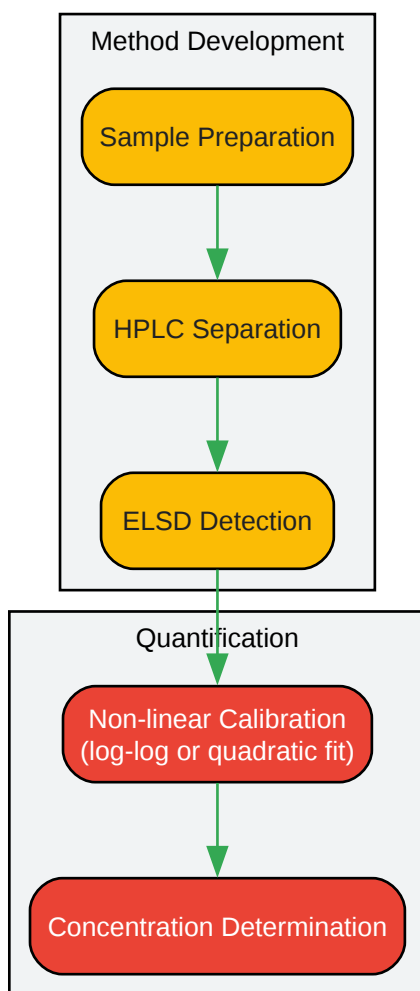 Method Development
Sample Preparation
HPLC Separation
ELSD Detection
Quantification
Non-linear Calibration
(log-log or quadratic fit)
Concentration Determination